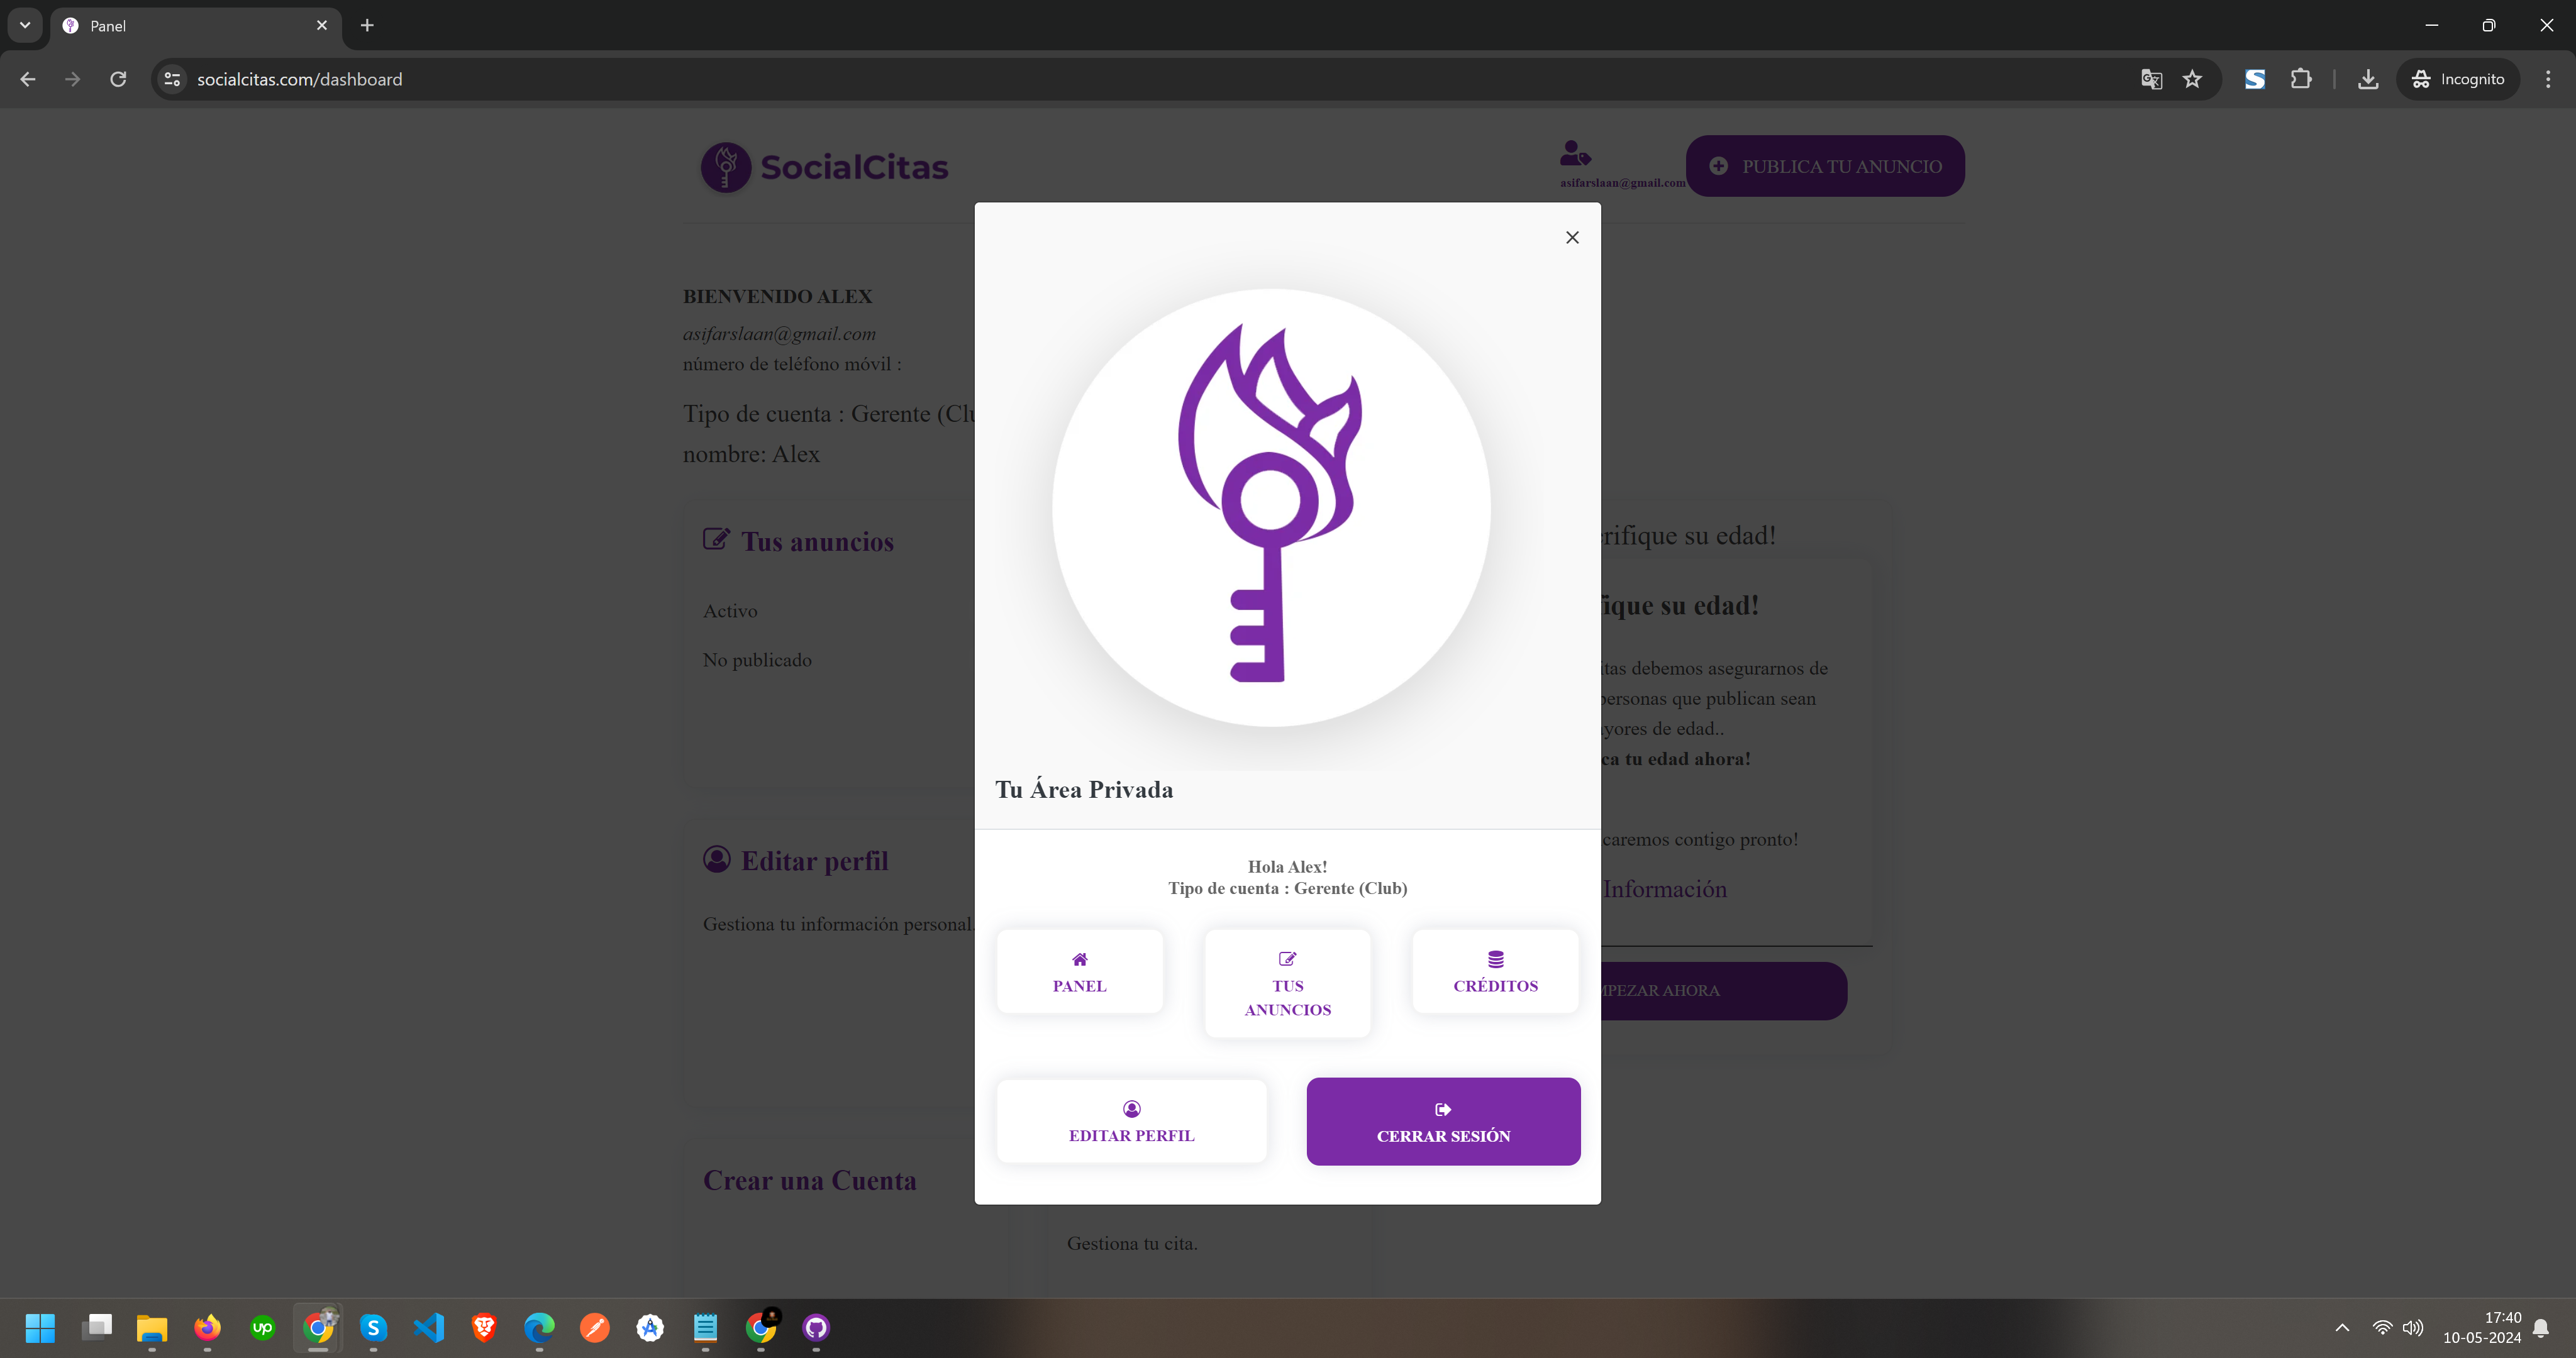 Panel
socialcitas.com/dashboard
Incognito
SocialCitas
asifarslaan@gmail.com
PUBLICA TU ANUNCIO
BIENVENIDO ALEX
asifarslaan@gmail.com
número de teléfono móvil :
Tipo de cuenta : Gerente (Clu
nombre: Alex
Tus anuncios
Activo
No publicado
Editar perfil
Gestiona tu información personal.
Crear una Cuenta
Tu Área Privada
Hola Alex!
Tipo de cuenta : Gerente (Club)
PANEL
TUS
ANUNCIOS
CRÉDITOS
EDITAR PERFIL
CERRAR SESIÓN
rifique su edad!
ique su edad!
itas debemos asegurarnos de
personas que publican sean
yores de edad..
ca tu edad ahora!
caremos contigo pronto!
Información
MPEZAR AHORA
Gestiona tu cita.
up
17:40
10-05-2024